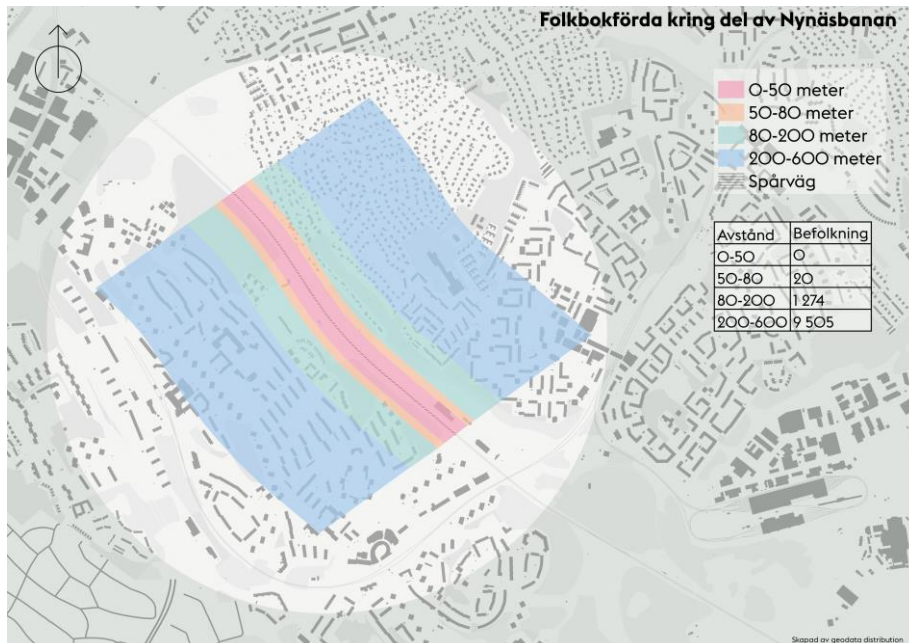 Folkbokförda kring del av Nynäsbanan
0-50 meter
50-80 meter
80-200 meter
200-600 meter
Spårväg
Avstånd Befolkning
0-50 0
50-80 20
80-200 1 274
200-600 9 505
Skapad av geodata distribution